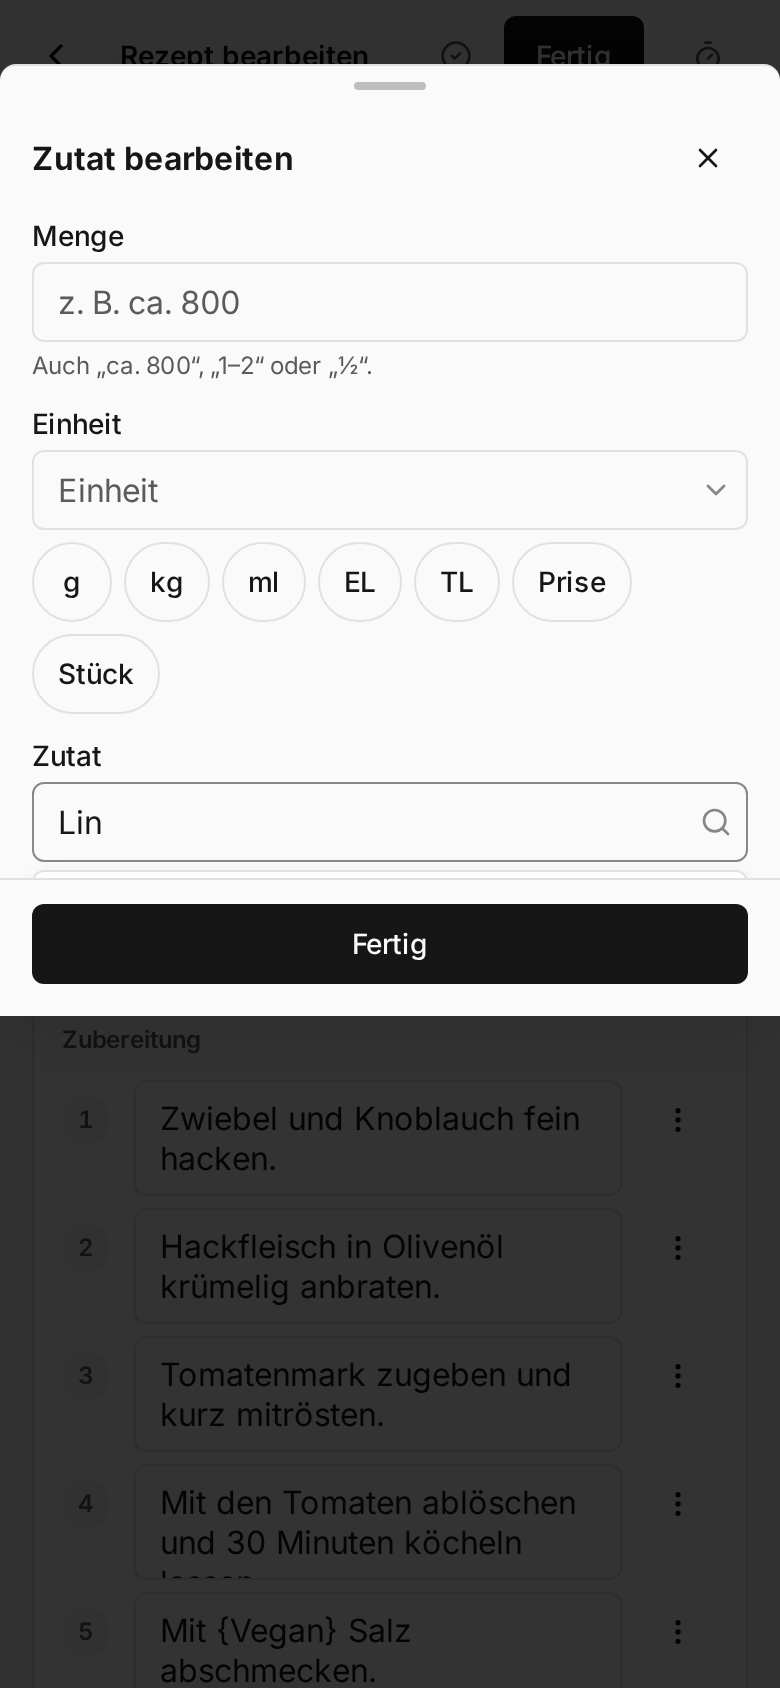 Rezept bearbeiten
Fertig
Zutat bearbeiten
Menge
z. B. ca. 800
Auch „ca. 800“, „1–2“ oder „½“.
Einheit
Einheit
g kg ml EL TL Prise
Stück
Zutat
Lin
Fertig
Zubereitung
1
Zwiebel und Knoblauch fein
hacken.
2
Hackfleisch in Olivenöl
krümelig anbraten.
3
Tomatenmark zugeben und
kurz mitrösten.
4
Mit den Tomaten ablöschen
und 30 Minuten köcheln
5
Mit {Vegan} Salz
abschmecken.